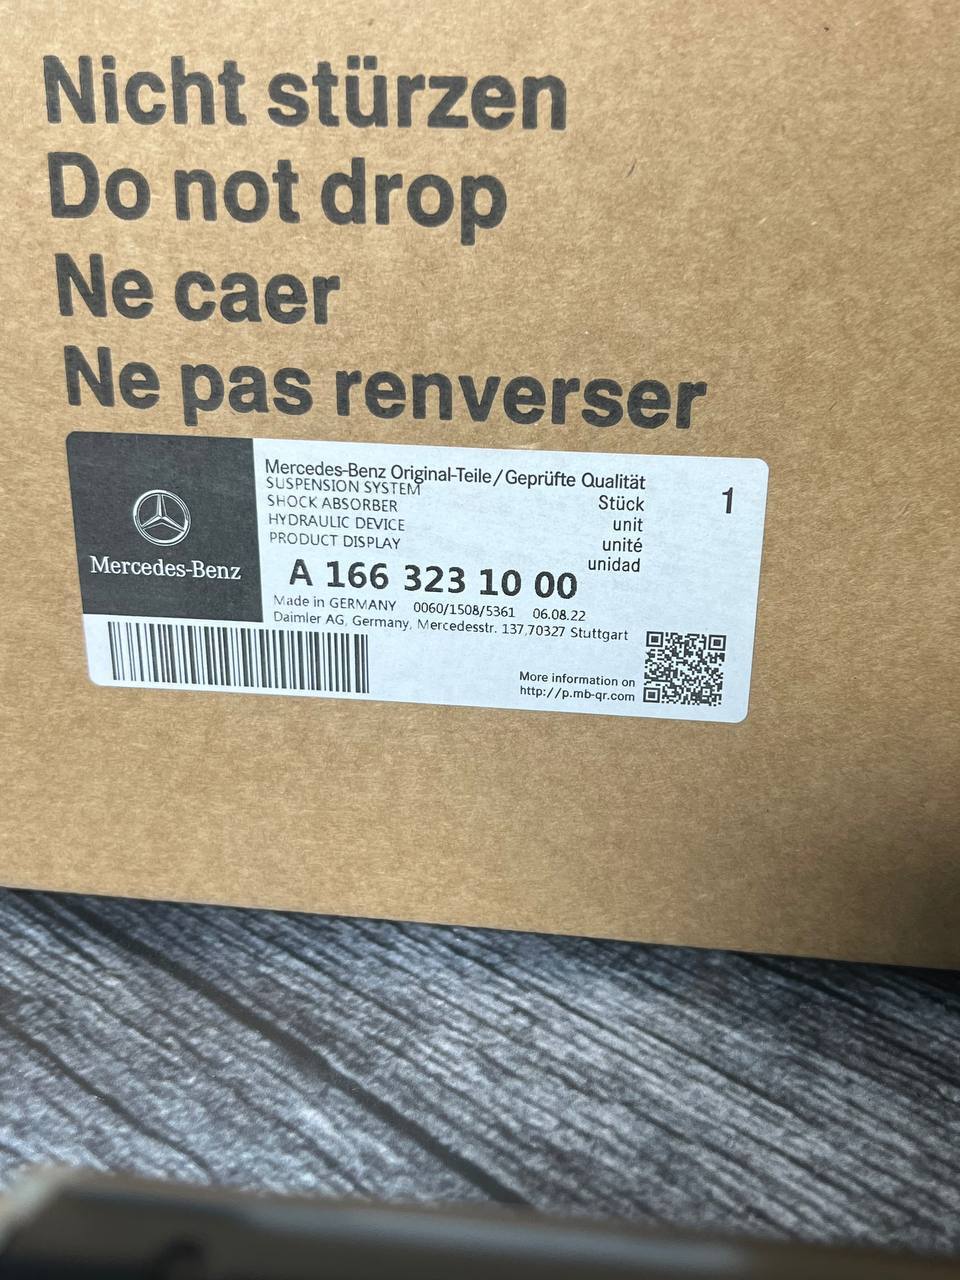 Nicht stürzen
Do not drop
Ne caer
Ne pas renverser
Mercedes-Benz
Mercedes-Benz Original-Teile/Geprüfte Qualität
SUSPENSION SYSTEM
SHOCK ABSORBER
HYDRAULIC DEVICE
PRODUCT DISPLAY
Stück
unit
unité
unidad
1
A 166 323 10 00
Made in GERMANY 0060/1508/5361 06.08.22
Daimler AG, Germany, Mercedesstr. 137,70327 Stuttgart
More information on
http://p.mb-qr.com